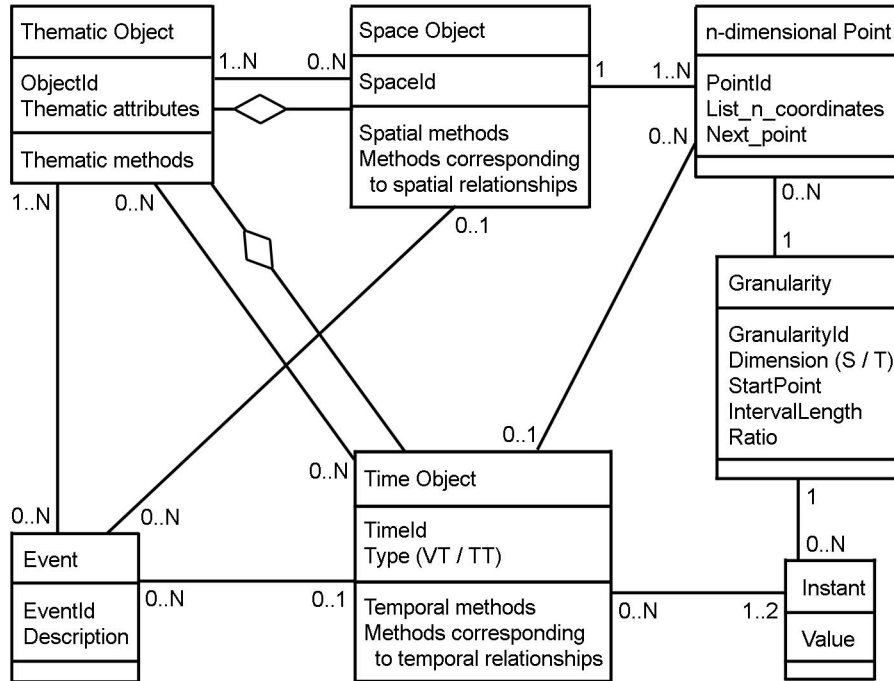 Thematic Object
ObjectId
Thematic attributes
Thematic methods
1..N
0..N
Space Object
SpaceId
Spatial methods
Methods corresponding
to spatial relationships
1
1..N
n-dimensional Point
PointId
List_n_coordinates
Next_point
0..N
1..N
0..N
0..1
0..N
1
Granularity
GranularityId
Dimension (S / T)
StartPoint
IntervalLength
Ratio
0..1
0..N
Time Object
TimeId
Type (VT / TT)
Temporal methods
Methods corresponding
to temporal relationships
0..N
0..N
Event
EventId
Description
0..N
0..1
0..N
1..2
1
0..N
Instant
Value